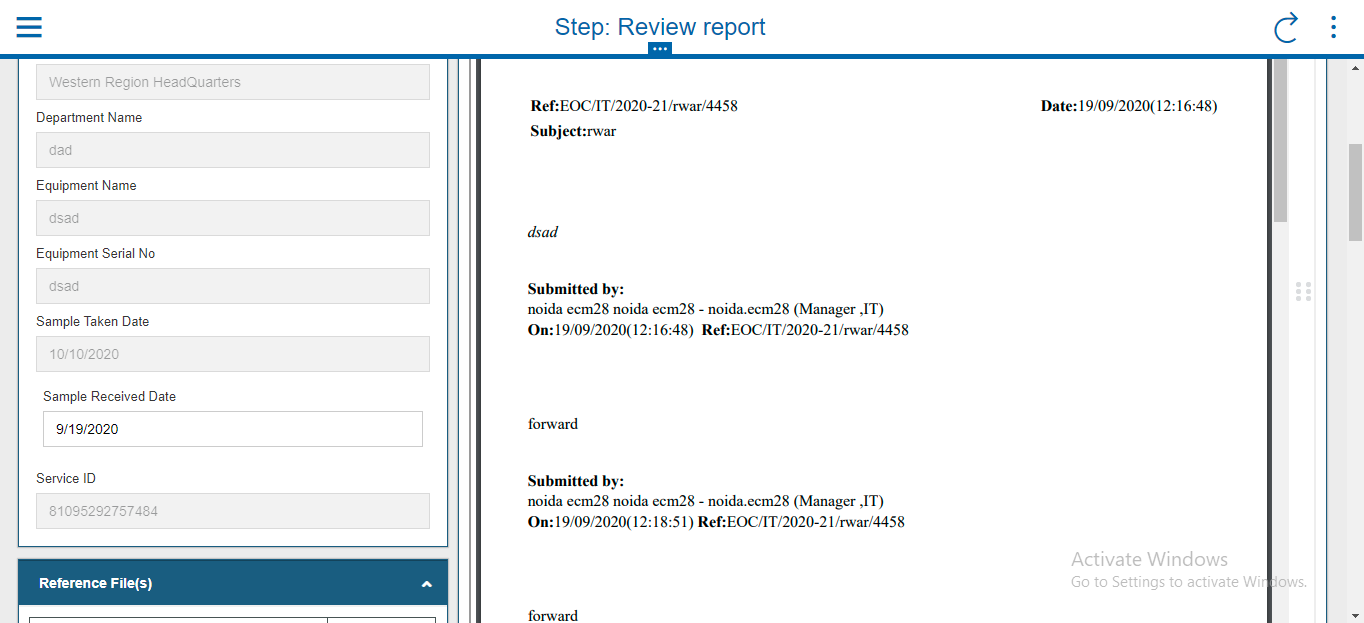 Step: Review report
Western Region HeadQuarters
Department Name
dad
Equipment Name
dsad
Equipment Serial No
dsad
Sample Taken Date
10/10/2020
Sample Received Date
9/19/2020
Service ID
81095292757484
Reference File(s)
Ref:EOC/IT/2020-21/rwar/4458
Date:19/09/2020(12:16:48)
Subject:rwar
dsad
Submitted by:
noida ecm28 noida ecm28 - noida.ecm28 (Manager ,IT)
On:19/09/2020(12:16:48) Ref:EOC/IT/2020-21/rwar/4458
forward
Submitted by:
noida ecm28 noida ecm28 - noida.ecm28 (Manager ,IT)
On:19/09/2020(12:18:51) Ref:EOC/IT/2020-21/rwar/4458
forward
Activate Windows
Go to Settings to activate Windows.